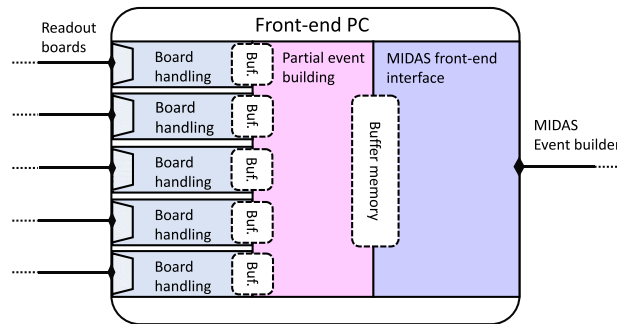 Front-end PC
Readout
boards
Board
handling
Buf.
Board
handling
Buf.
Board
handling
Buf.
Board
handling
Buf.
Board
handling
Buf.
Partial event
building
Buffer memory
MIDAS front-end
interface
MIDAS
Event builder